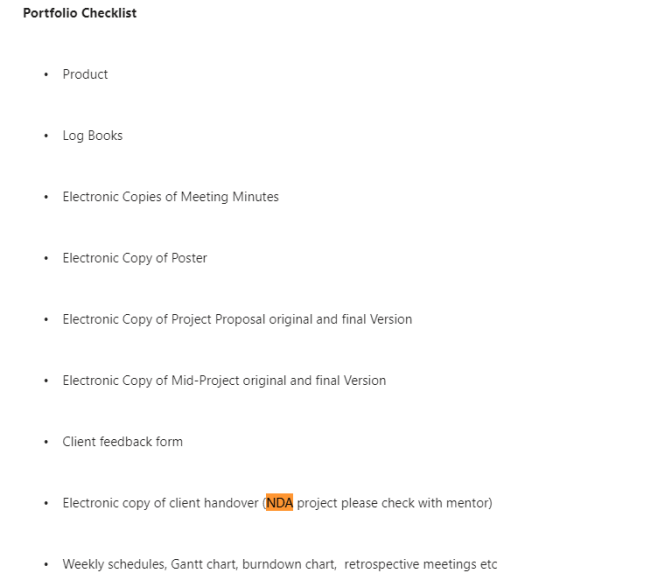 Portfolio Checklist
• Product
• Log Books
• Electronic Copies of Meeting Minutes
• Electronic Copy of Poster
• Electronic Copy of Project Proposal original and final Version
• Electronic Copy of Mid-Project original and final Version
• Client feedback form
• Electronic copy of client handover (NDA project please check with mentor)
• Weekly schedules, Gantt chart, burndown chart,  retrospective meetings etc